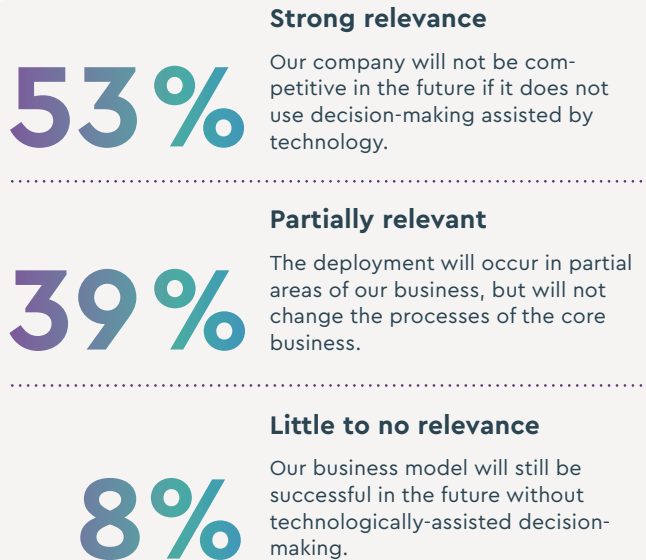 Strong relevance
53%
Our company will not be com-
petitive in the future if it does not
use decision-making assisted by
technology.
Partially relevant
39%
The deployment will occur in partial
areas of our business, but will not
change the processes of the core
business.
Little to no relevance
8%
Our business model will still be
successful in the future without
technologically-assisted decision-
making.